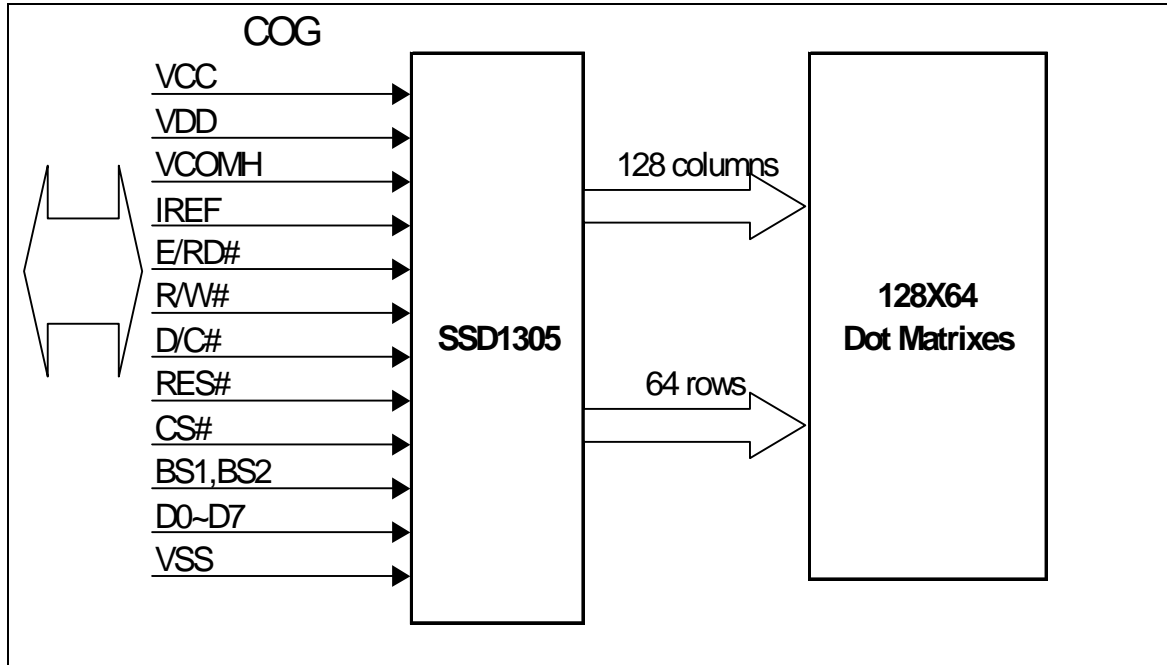 COG
VCC
VDD
VCOMH
IREF
E/RD#
R/W#
D/C#
RES#
CS#
BS1,BS2
D0~D7
VSS
SSD1305
128 columns
64 rows
128X64
Dot Matrixes